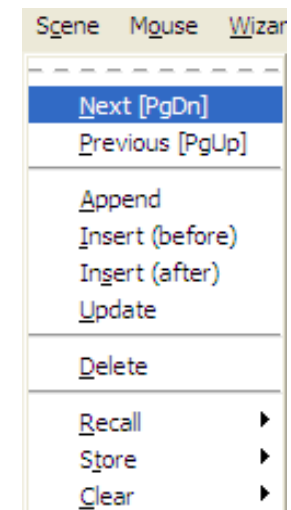 Scene Mouse Wizar
Next [PgDn]
Previous [PgUp]
Append
Insert (before)
Insert (after)
Update
Delete
Recall
Store
Clear